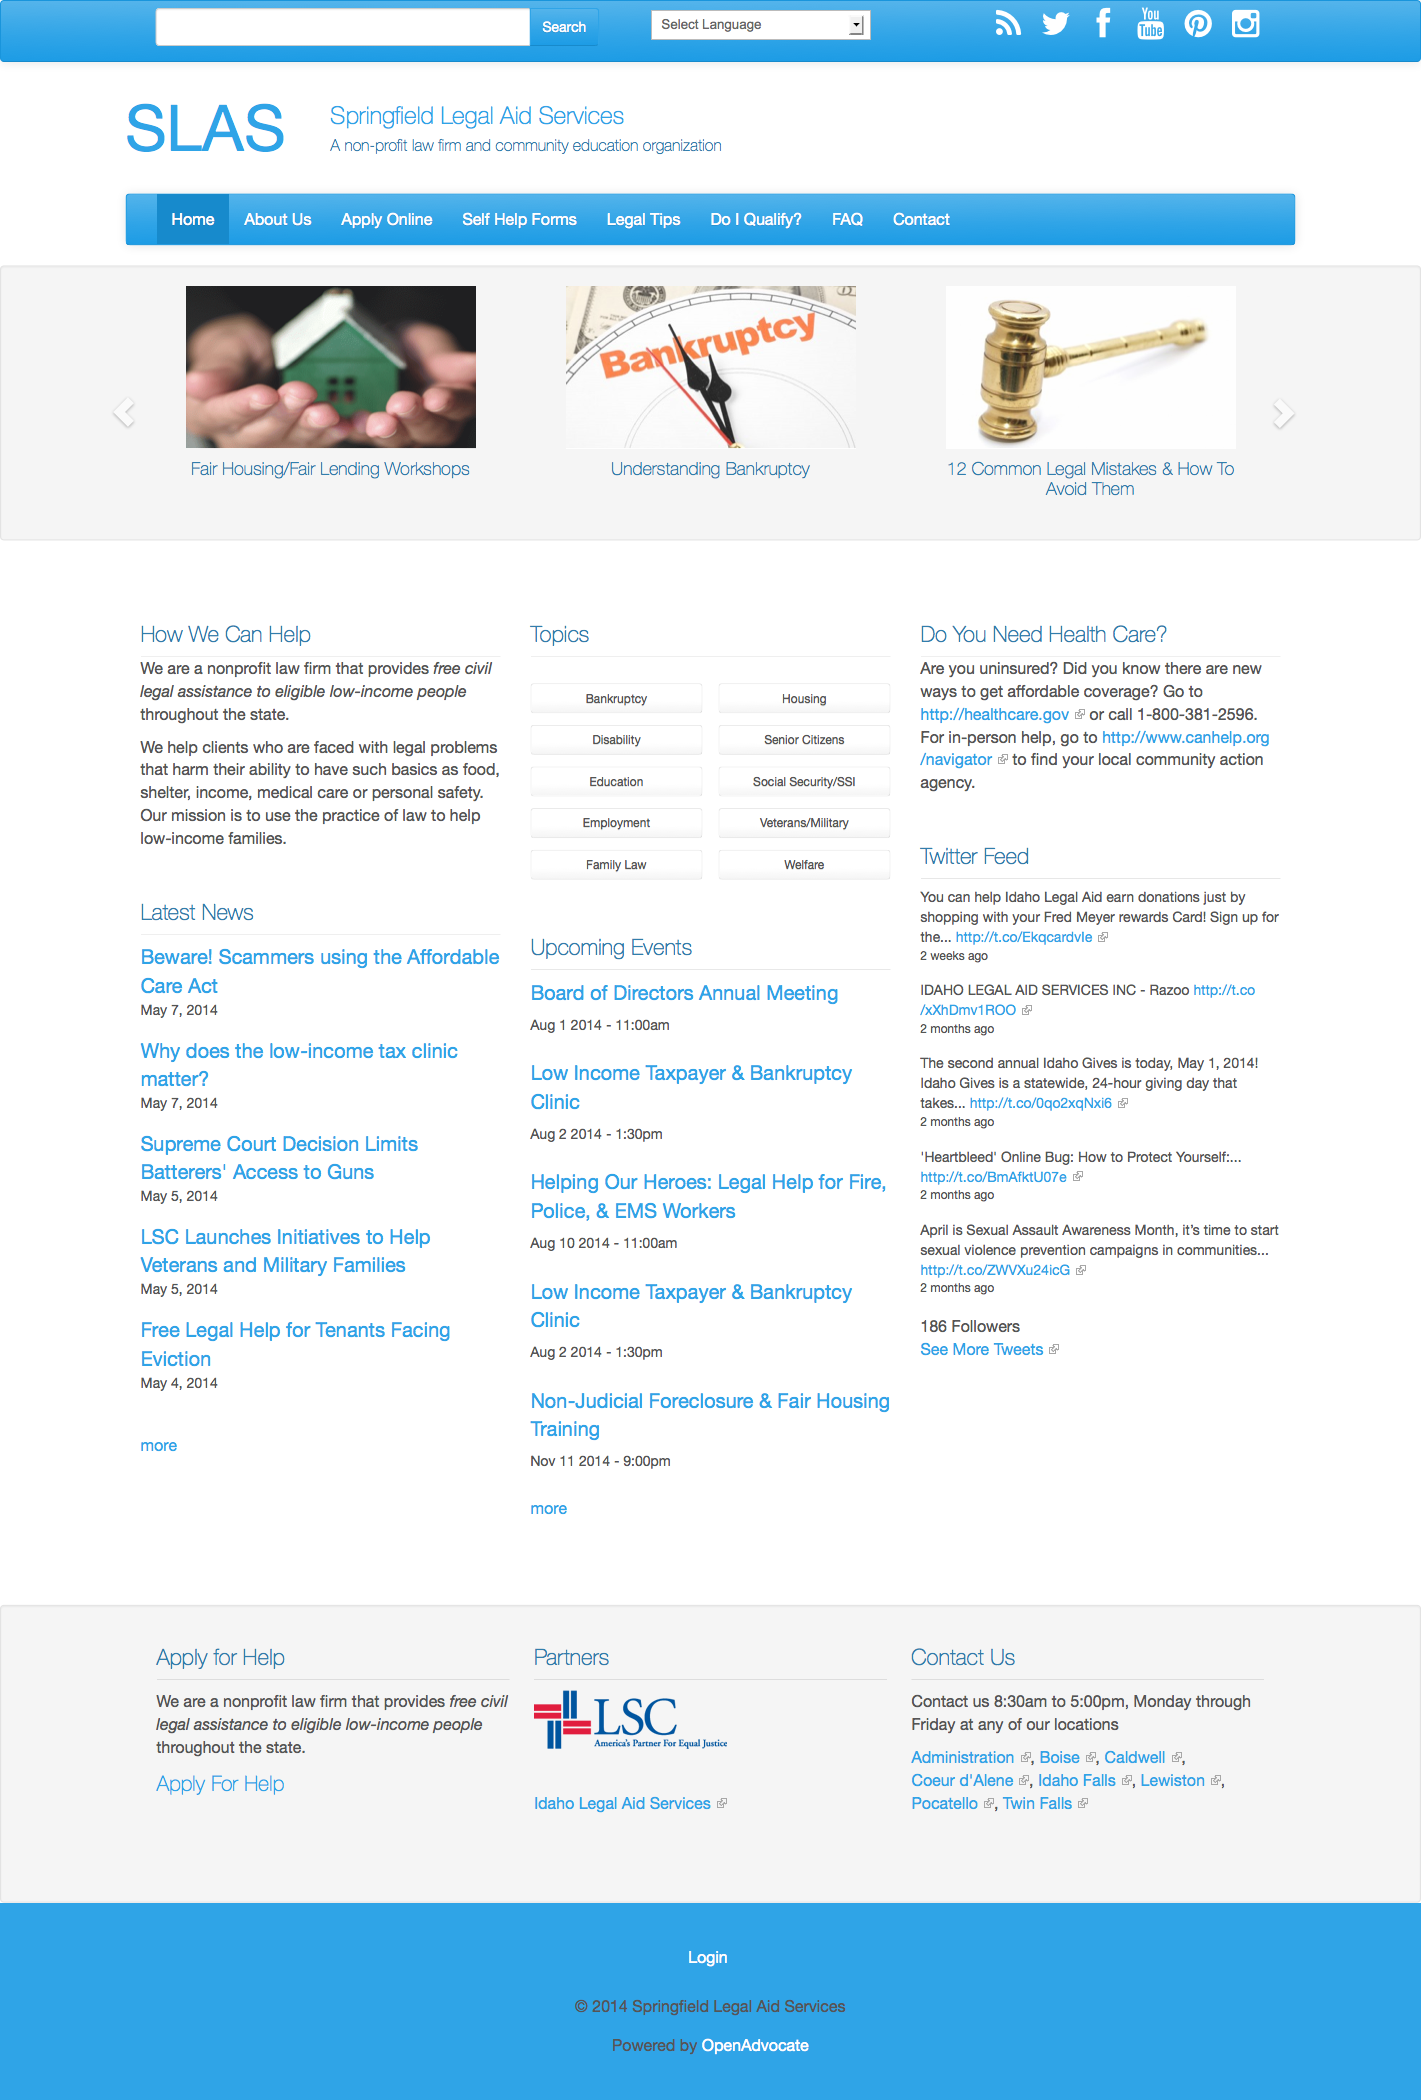 Search
Select Language
You
Tube
SLAS
Springfield Legal Aid Services
A non-profit law firm and community education organization
Home About Us Apply Online Self Help Forms Legal Tips Do I Qualify? FAQ Contact
Bankruptcy
Fair Housing/Fair Lending Workshops
Understanding Bankruptcy
12 Common Legal Mistakes & How To
Avoid Them
How We Can Help
We are a nonprofit law firm that provides free civil
legal assistance to eligible low-income people
throughout the state.
We help clients who are faced with legal problems
that harm their ability to have such basics as food,
shelter, income, medical care or personal safety.
Our mission is to use the practice of law to help
low-income families.
Latest News
Beware! Scammers using the Affordable
Care Act
May 7, 2014
Why does the low-income tax clinic
matter?
May 7, 2014
Supreme Court Decision Limits
Batterers' Access to Guns
May 5, 2014
LSC Launches Initiatives to Help
Veterans and Military Families
May 5, 2014
Free Legal Help for Tenants Facing
Eviction
May 4, 2014
more
Topics
Bankruptcy Housing
Disability Senior Citizens
Education Social Security/SSI
Employment Veterans/Military
Family Law Welfare
Upcoming Events
Board of Directors Annual Meeting
Aug 1 2014 - 11:00am
Low Income Taxpayer & Bankruptcy
Clinic
Aug 2 2014 - 1:30pm
Helping Our Heroes: Legal Help for Fire,
Police, & EMS Workers
Aug 10 2014 - 11:00am
Low Income Taxpayer & Bankruptcy
Clinic
Aug 2 2014 - 1:30pm
Non-Judicial Foreclosure & Fair Housing
Training
Nov 11 2014 - 9:00pm
more
Do You Need Health Care?
Are you uninsured? Did you know there are new
ways to get affordable coverage? Go to
http://healthcare.gov or call 1-800-381-2596.
For in-person help, go to http://www.canhelp.org
/navigator to find your local community action
agency.
Twitter Feed
You can help Idaho Legal Aid earn donations just by
shopping with your Fred Meyer rewards Card! Sign up for
the... http://t.co/Ekqcardvle
2 weeks ago
IDAHO LEGAL AID SERVICES INC - Razoo http://t.co
/xXhDmv1ROO
2 months ago
The second annual Idaho Gives is today, May 1, 2014!
Idaho Gives is a statewide, 24-hour giving day that
takes... http://t.co/0qo2xqNxi6
2 months ago
'Heartbleed' Online Bug: How to Protect Yourself:...
http://t.co/BmAfktU07e
2 months ago
April is Sexual Assault Awareness Month, it's time to start
sexual violence prevention campaigns in communities...
http://t.co/ZWVXu24icG
2 months ago
186 Followers
See More Tweets
Apply for Help
We are a nonprofit law firm that provides free civil
legal assistance to eligible low-income people
throughout the state.
Apply For Help
Partners
LSC
America's Partner For Equal Justice
Idaho Legal Aid Services
Contact Us
Contact us 8:30am to 5:00pm, Monday through
Friday at any of our locations
Administration , Boise , Caldwell ,
Coeur d'Alene , Idaho Falls , Lewiston ,
Pocatello , Twin Falls
Login
© 2014 Springfield Legal Aid Services
Powered by OpenAdvocate